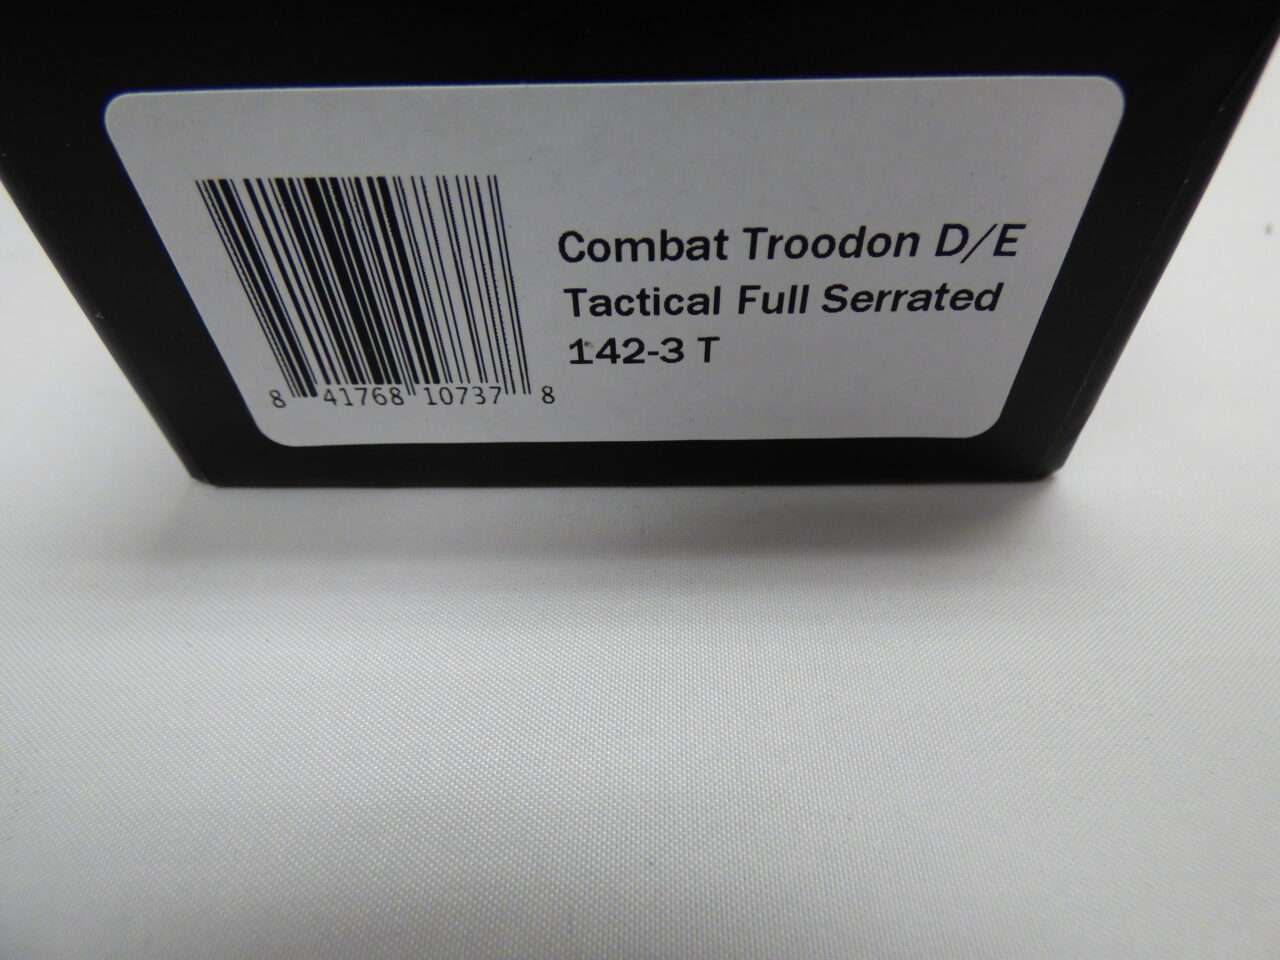 Combat Troodon D/E
Tactical Full Serrated
142-3 T
8 41768 10737 8